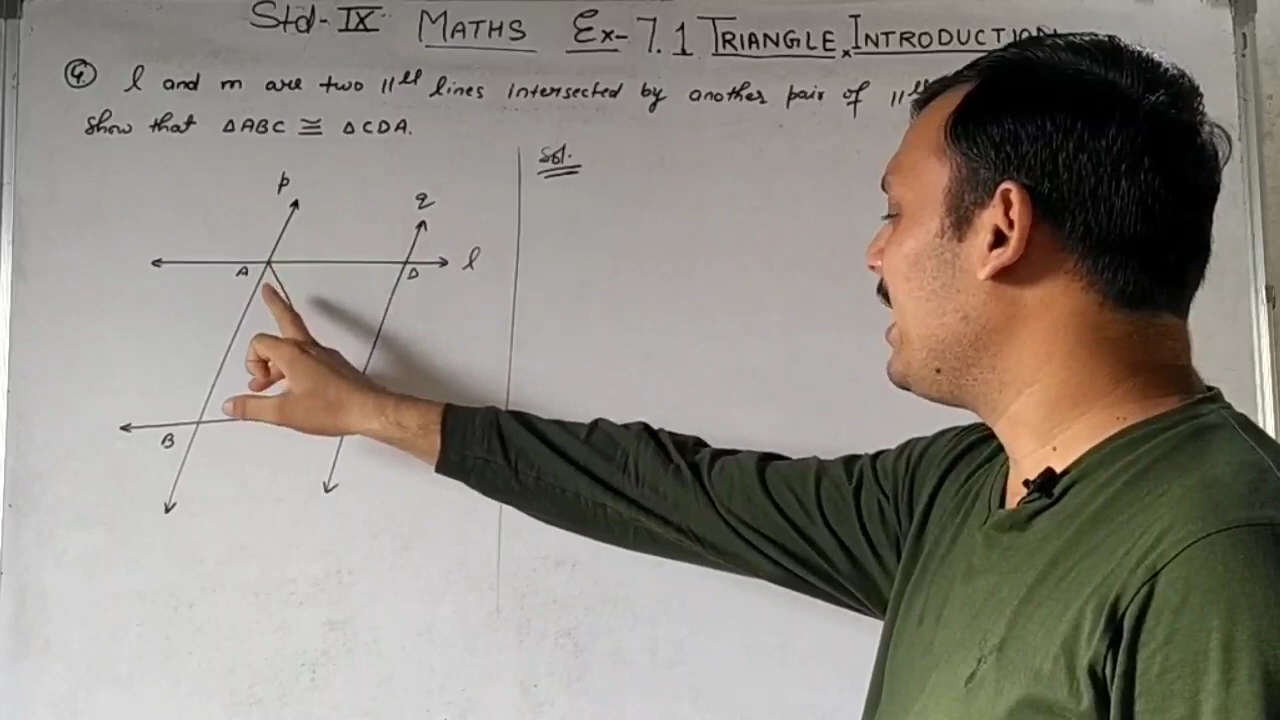 Std-IX MATHS Ex-7.1 TRIANGLE, INTRODUCTION
Q. l and m are two ||el lines intersected by another pair of ||el
Show that △ABC ≅ △CDA.
Sol.
p
q
A
D
l
B